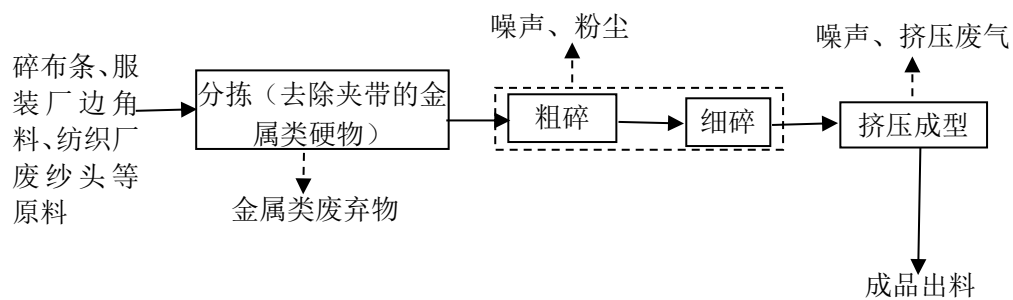 噪声、粉尘
噪声、挤压废气
碎布条、服
装厂边角
料、纺织厂
废纱头等
原料
分拣（去除夹带的金
属类硬物）
粗碎
细碎
挤压成型
金属类废弃物
成品出料